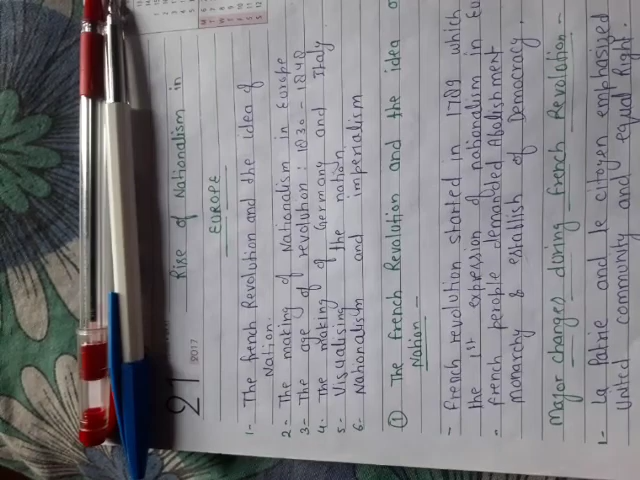 21
2017
Rise of Nationalism in
EUROPE
1- The french Revolution and the idea of
Nation.
2- The making of Nationalism in Europe
3- The age of revolution : 1830 - 1848
4- The making of Germany and Italy
5- Visualising the nation
6- Nationalism and imperialism
① The french Revolution and the idea o
Nation -
- french revolution started in 1789 which
the 1st expression of nationalism in Eu
- french perople demanded Abolishment
monarchy & establish of Democracy.
Major changes during french Revolution -
1- la Patrie and le citoyen emphasized
United community and equal Right.